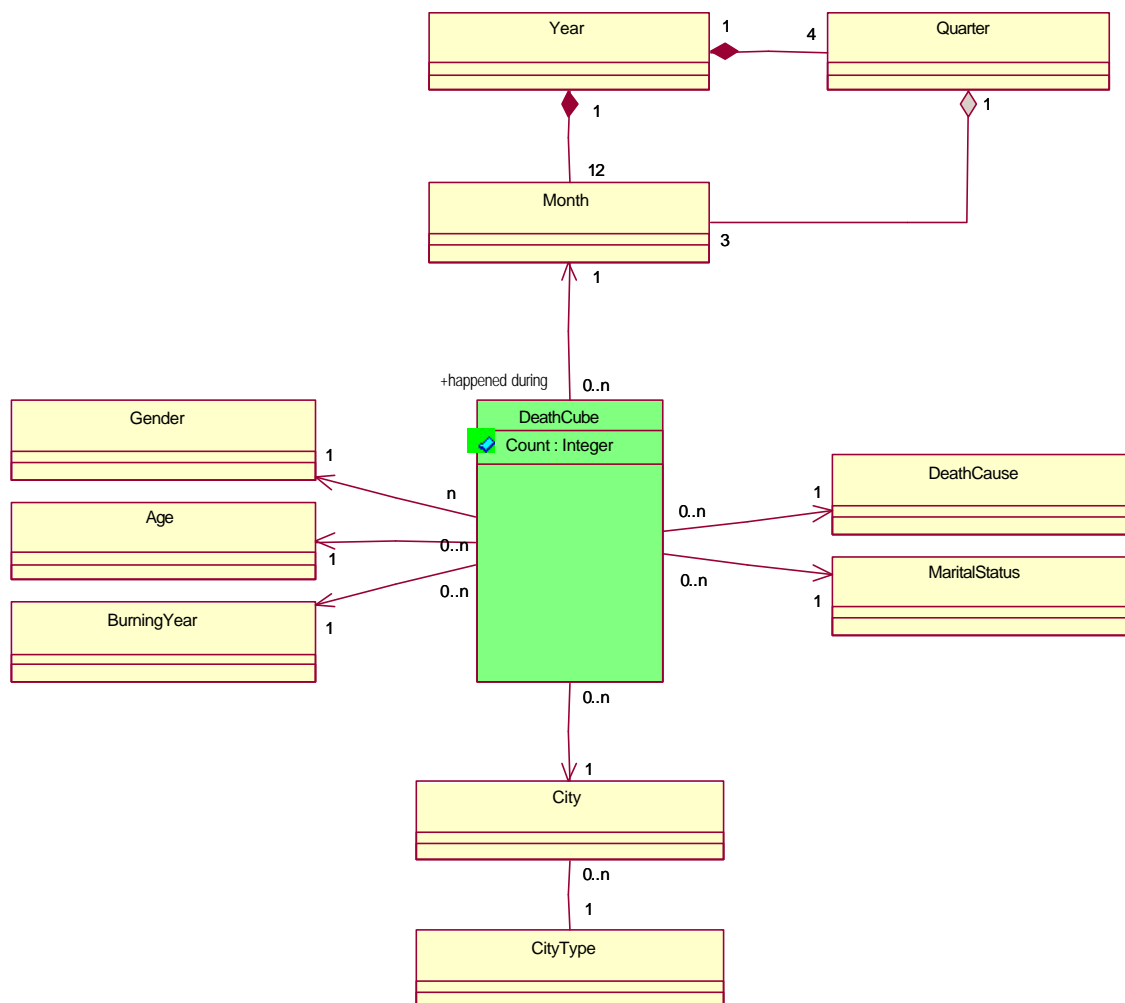 Year
1
4
Quarter
1
1
12
Month
3
1
+happened during
0..n
Gender
DeathCube
Count : Integer
1
n
DeathCause
1
0..n
Age
0..n
1
MaritalStatus
0..n
1
0..n
BurningYear
1
0..n
1
City
0..n
1
CityType